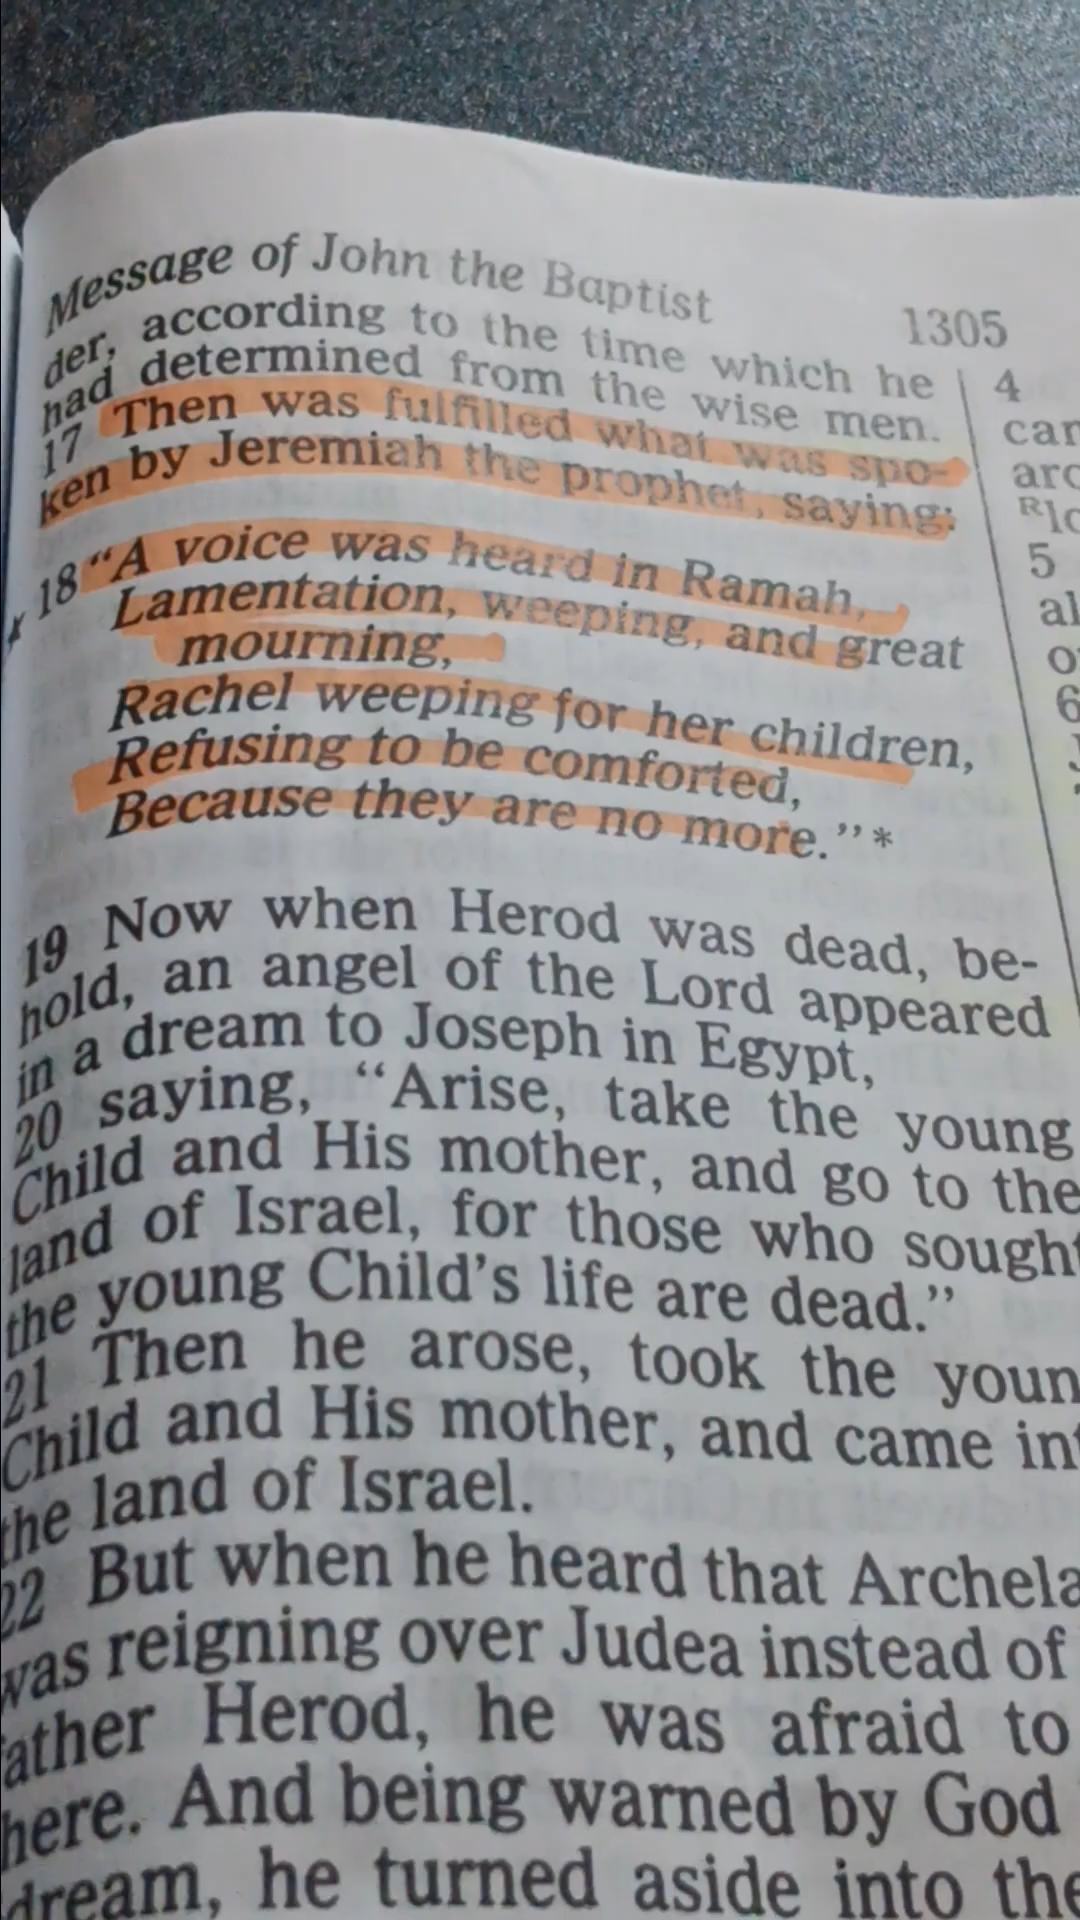 Message of John the Baptist
1305
der, according to the time which he
had determined from the wise men.
17 Then was fulfilled what was spo-
ken by Jeremiah the prophet, saying:
18 “A voice was heard in Ramah,
Lamentation, weeping, and great
mourning,
Rachel weeping for her children,
Refusing to be comforted,
Because they are no more.”*
19 Now when Herod was dead, be-
hold, an angel of the Lord appeared
in a dream to Joseph in Egypt,
20 saying, “Arise, take the young
Child and His mother, and go to the
land of Israel, for those who sought
the young Child’s life are dead.”
21 Then he arose, took the youn
Child and His mother, and came in
the land of Israel.
22 But when he heard that Archela
was reigning over Judea instead of
father Herod, he was afraid to
here. And being warned by God
dream, he turned aside into the
4
car
5
al
6